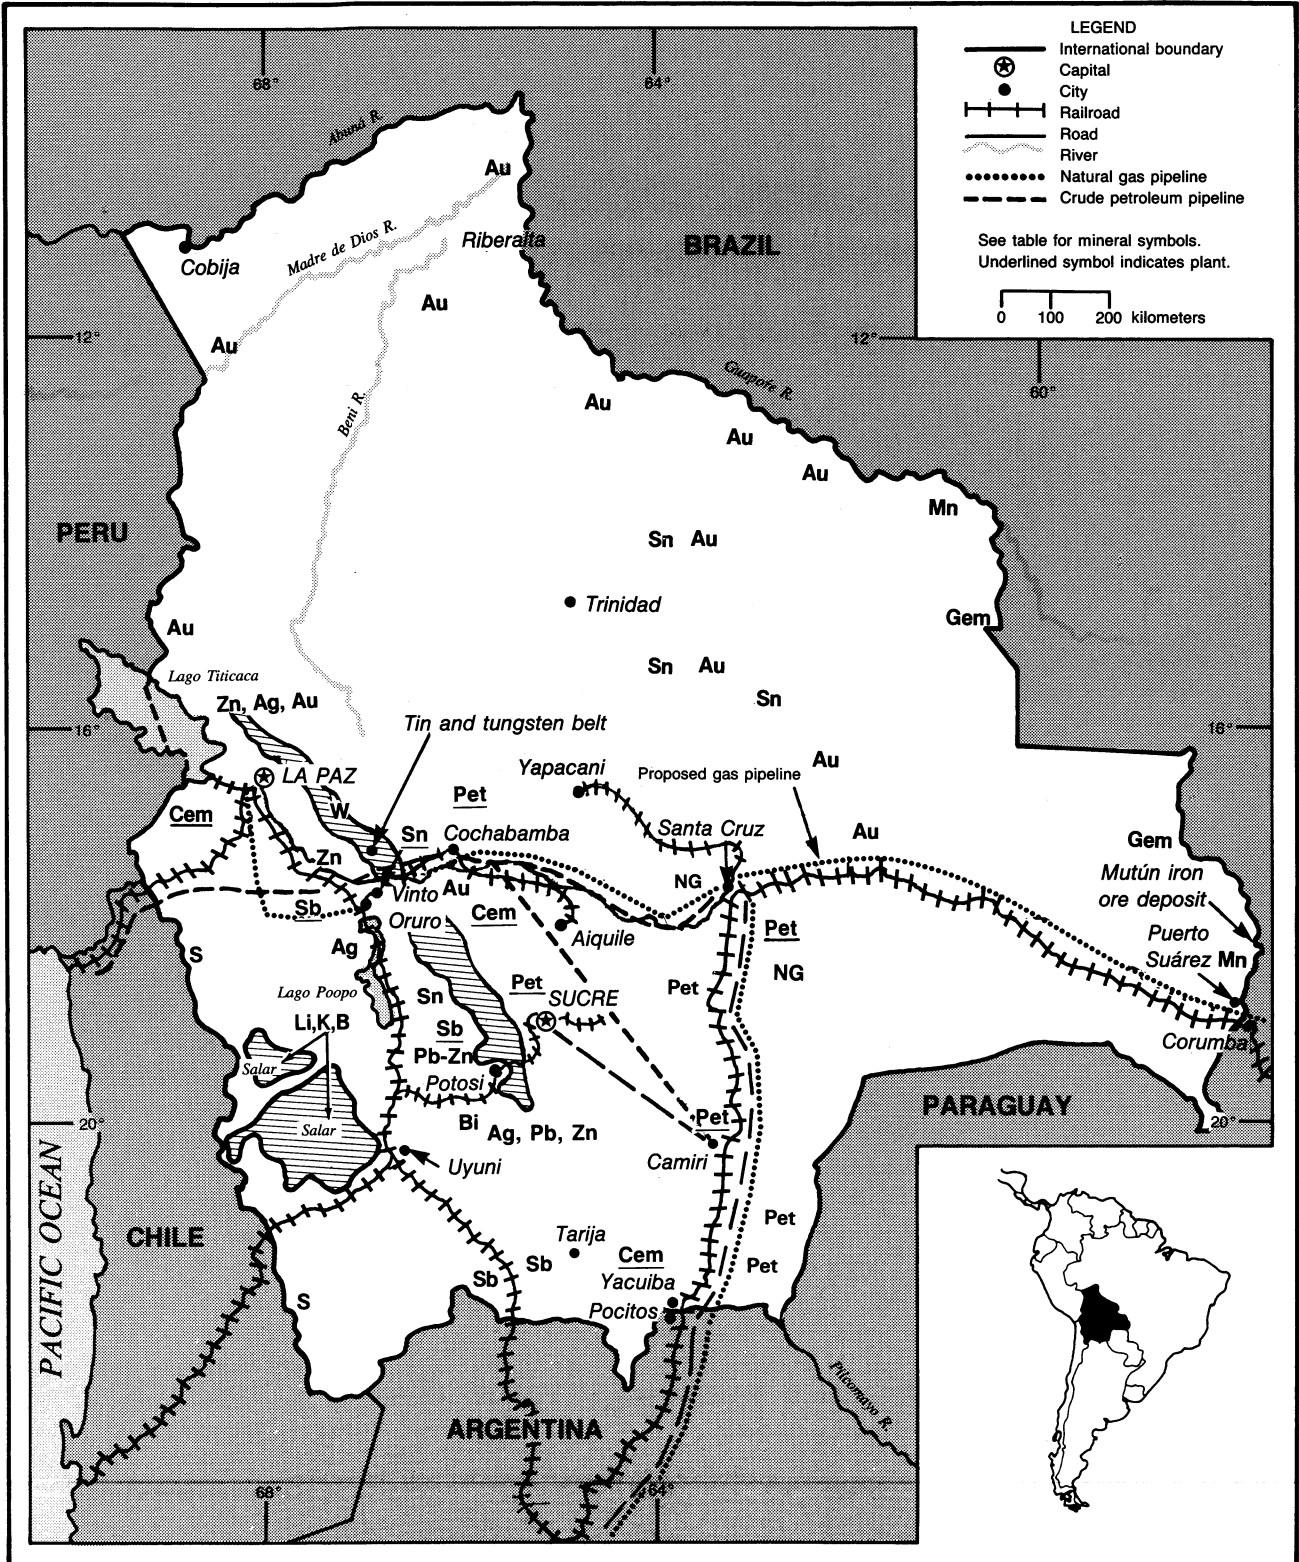 LEGEND
International boundary
Capital
City
Railroad
Road
River
Natural gas pipeline
Crude petroleum pipeline
See table for mineral symbols.
Underlined symbol indicates plant.
0 100 200 kilometers
68°
64°
Abuná R.
Au
Riberalta
BRAZIL
Madre de Dios R.
Cobija
Au
12°
Au
12°
60°
Guapore R.
Beni R.
Au
Au
Au
Mn
PERU
Sn Au
Trinidad
Gem
Au
Sn Au
Lago Titicaca
Zn, Ag, Au
Sn
16°
16°
Tin and tungsten belt
Au
Yapacani
Proposed gas pipeline
LA PAZ
Pet
W
Cem
Sn
Cochabamba
Santa Cruz
Au
Gem
Zn
Mutún iron
ore deposit
NG
Au
Vinto
Sb
Cem
Oruro
Pet
Aiquile
Puerto
Suárez Mn
Ag
S
NG
Pet
Pet
Lago Poopo
Sn
SUCRE
Li,K,B
Sb
Pb-Zn
Corumba
Salar
Potosi
PARAGUAY
Bi
Ag, Pb, Zn
Pet
20°
20°
Salar
Camiri
Uyuni
PACIFIC OCEAN
CHILE
Pet
Tarija
Cem
Sb
Pet
Sb
Yacuiba
S
Pocitos
Pilcomayo R.
ARGENTINA
68°
64°